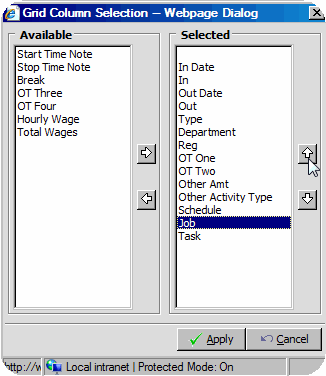 Grid Column Selection -- Webpage Dialog
Available
Start Time Note
Stop Time Note
Break
OT Three
OT Four
Hourly Wage
Total Wages
Selected
In Date
In
Out Date
Out
Type
Department
Reg
OT One
OT Two
Other Amt
Other Activity Type
Schedule
Job
Task
Apply
Cancel
http://w
Local intranet | Protected Mode: On